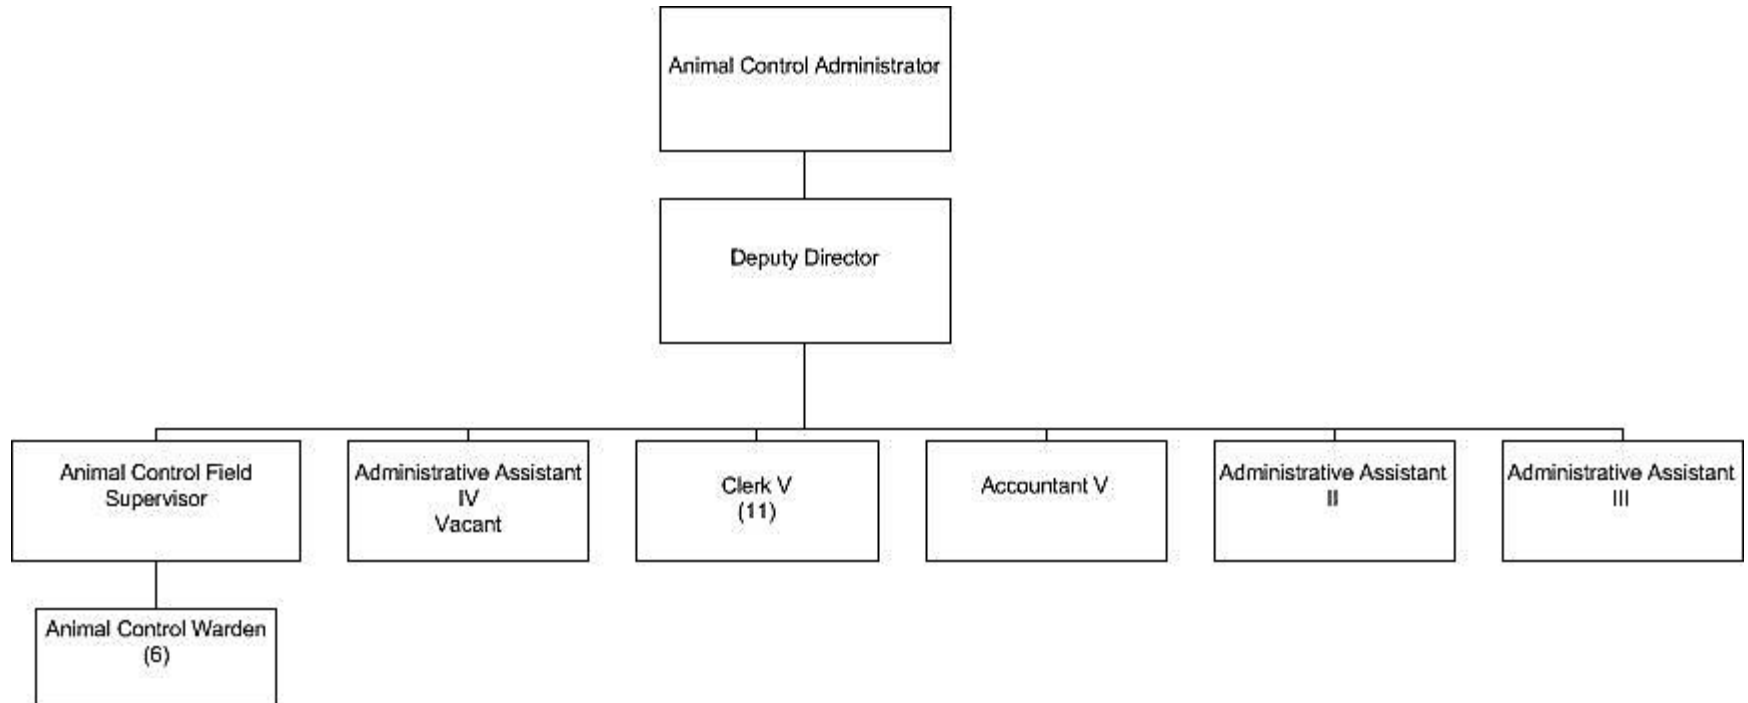 Animal Control Administrator
Deputy Director
Animal Control Field
Supervisor
Administrative Assistant
IV
Vacant
Clerk V
(11)
Accountant V
Administrative Assistant
II
Administrative Assistant
III
Animal Control Warden
(6)